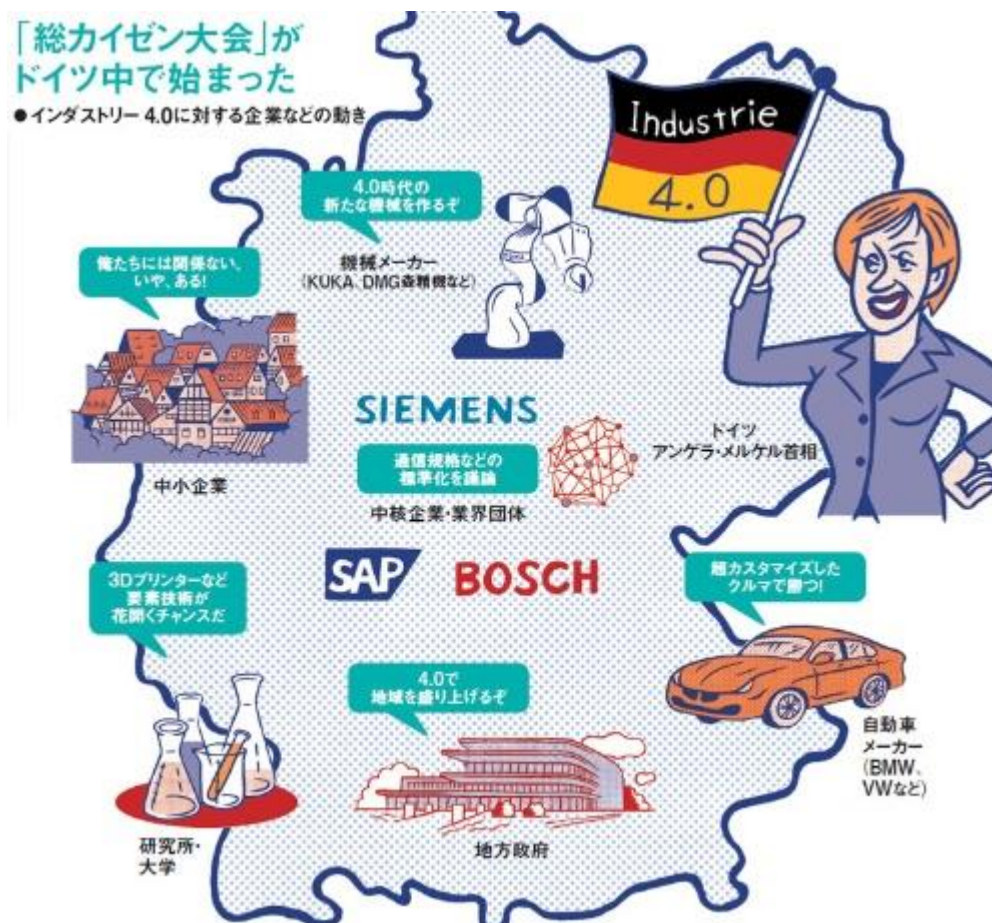 「総カイゼン大会」が
ドイツ中で始まった
●インダストリー4.0に対する企業などの動き
Industrie
4.0
4.0時代の
新たな機械を作るぞ
機械メーカー
(KUKA、DMG森精機など)
俺たちには関係ない、
いや、ある!
中小企業
SIEMENS
通信規格などの
標準化を議論
中核企業・業界団体
ドイツ
アンゲラ・メルケル首相
SAP
BOSCH
3Dプリンターなど
要素技術が
花開くチャンスだ
研究所・
大学
4.0で
地域を盛り上げるぞ
地方政府
超カスタマイズした
クルマで勝つ!
自動車
メーカー
(BMW、
VWなど)